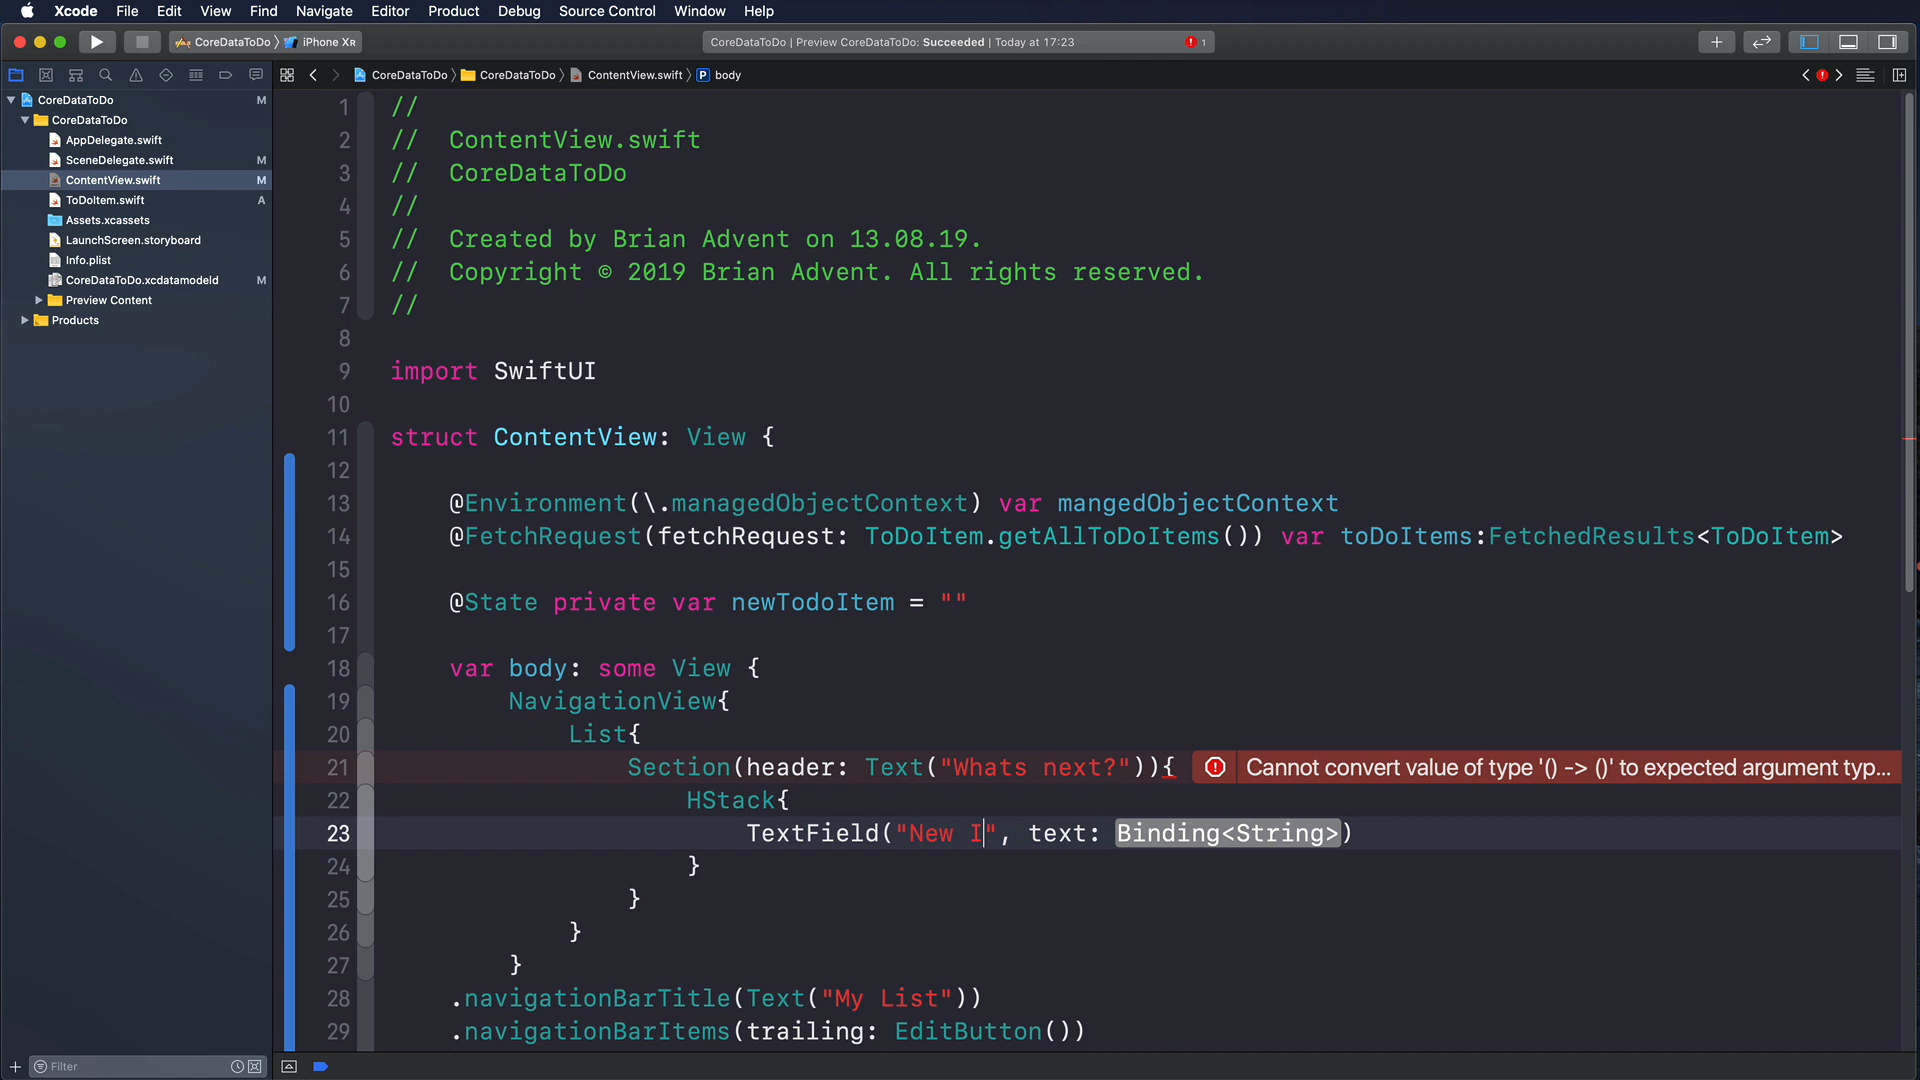 Xcode File Edit View Find Navigate Editor Product Debug Source Control Window Help
CoreDataToDo iPhone XR
CoreDataToDo | Preview CoreDataToDo: Succeeded | Today at 17:23 1
CoreDataToDo CoreDataToDo ContentView.swift P body
CoreDataToDo M
CoreDataToDo
AppDelegate.swift
SceneDelegate.swift M
ContentView.swift M
ToDoItem.swift A
Assets.xcassets
LaunchScreen.storyboard
Info.plist
CoreDataToDo.xcdatamodeld M
Preview Content
Products
Filter
1 //
2 // ContentView.swift
3 // CoreDataToDo
4 //
5 // Created by Brian Advent on 13.08.19.
6 // Copyright © 2019 Brian Advent. All rights reserved.
7 //
8
9 import SwiftUI
10
11 struct ContentView: View {
12
13 @Environment(\.managedObjectContext) var mangedObjectContext
14 @FetchRequest(fetchRequest: ToDoItem.getAllToDoItems()) var toDoItems:FetchedResults<ToDoItem>
15
16 @State private var newTodoItem = ""
17
18 var body: some View {
19 NavigationView{
20 List{
21 Section(header: Text("Whats next?")){ Cannot convert value of type '() -> ()' to expected argument typ...
22 HStack{
23 TextField("New I", text: Binding<String>)
24 }
25 }
26 }
27 }
28 .navigationBarTitle(Text("My List"))
29 .navigationBarItems(trailing: EditButton())